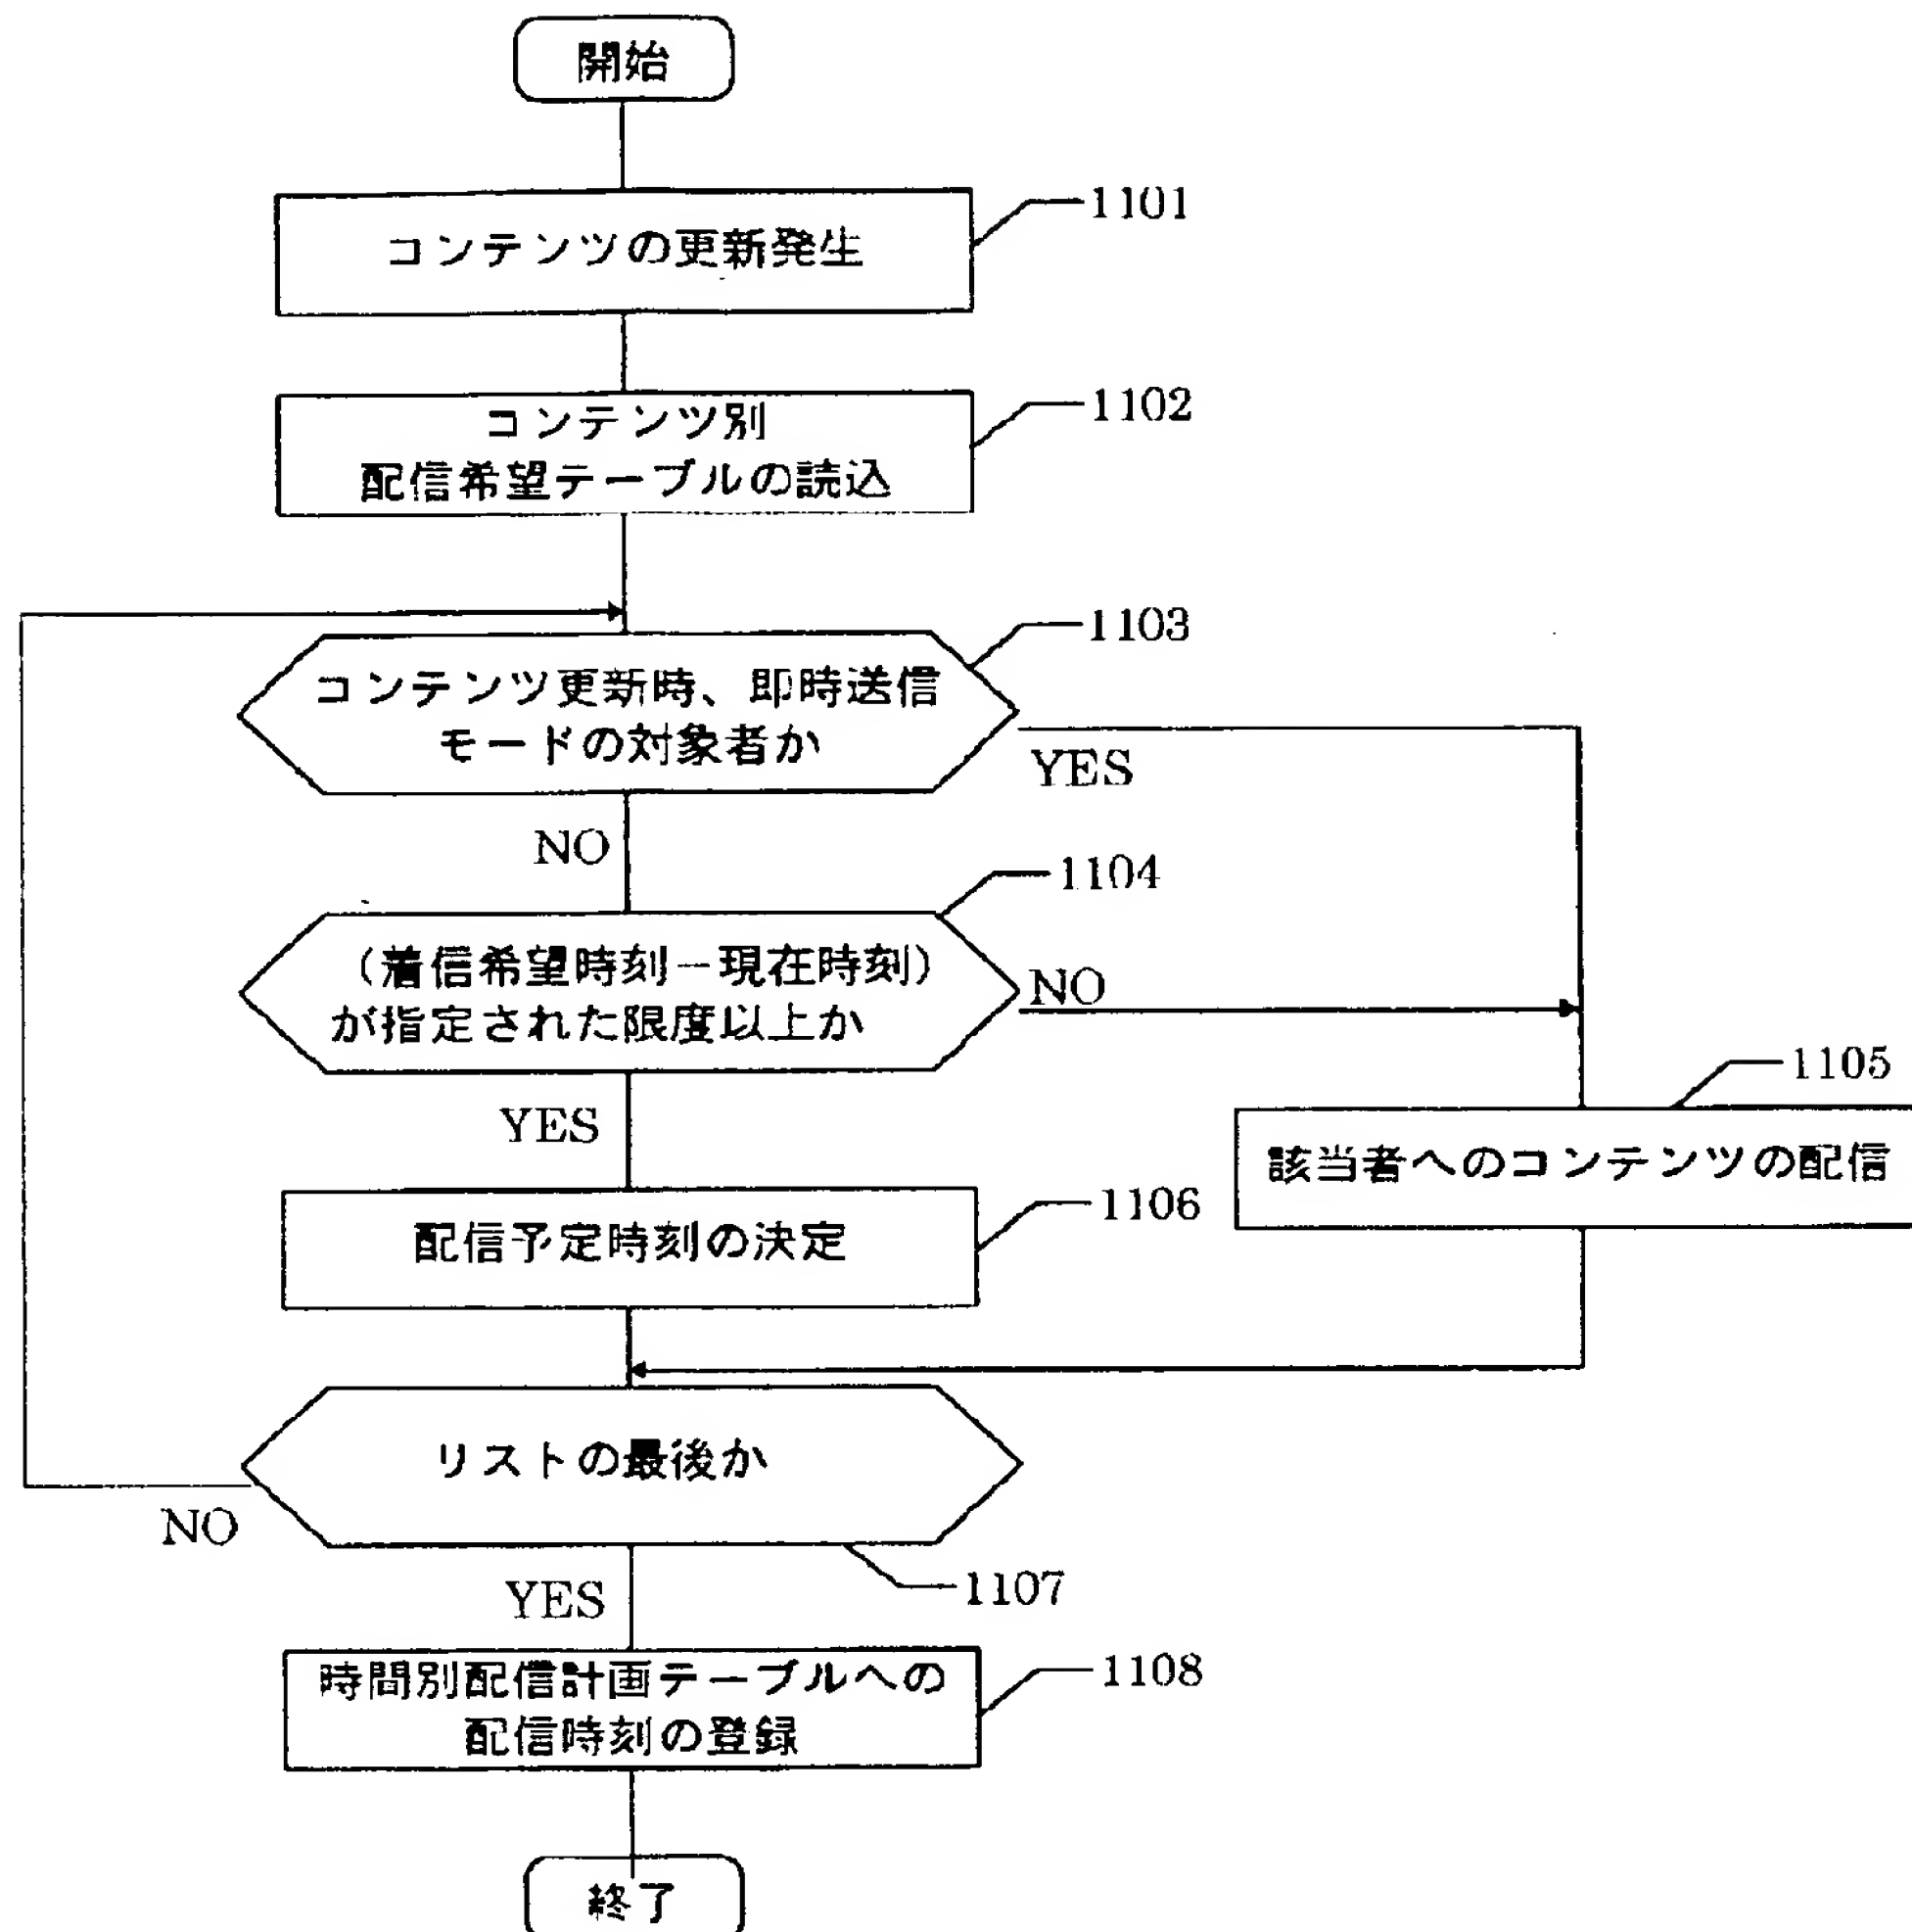 開始
コンテンツの更新発生
1101
コンテンツ別
配信希望テーブルの読込
1102
コンテンツ更新時、即時送信
モードの対象者か
1103
YES
NO
（着信希望時刻－現在時刻）
が指定された限度以上か
1104
NO
YES
該当者へのコンテンツの配信
1105
配信予定時刻の決定
1106
リストの最後か
1107
NO
YES
時間別配信計画テーブルへの
配信時刻の登録
1108
終了